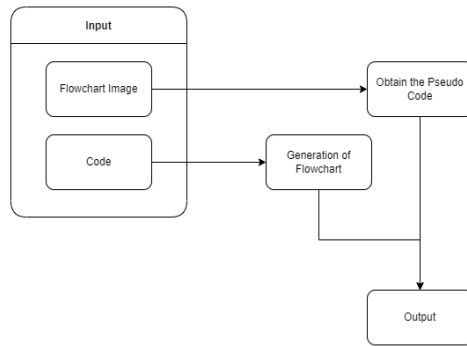 Input
Flowchart Image
Obtain the Pseudo
Code
Code
Generation of
Flowchart
Output